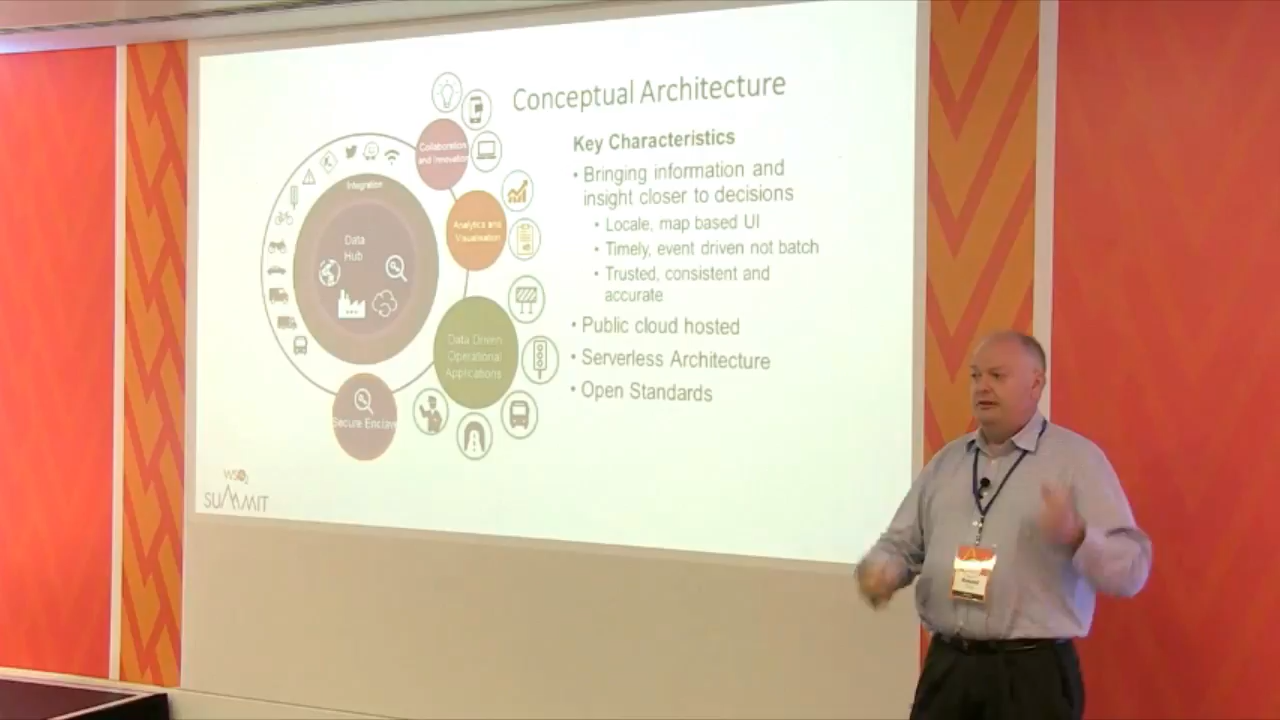 Conceptual Architecture
Key Characteristics
• Bringing information and
insight closer to decisions
• Locale, map based UI
• Timely, event driven not batch
• Trusted, consistent and
accurate
• Public cloud hosted
• Serverless Architecture
• Open Standards
Collaboration
and Innovation
Integration
Analytics and
Visualisation
Data
Hub
Data Driven
Operational
Applications
Secure Enclav
WSO2
SUMMIT